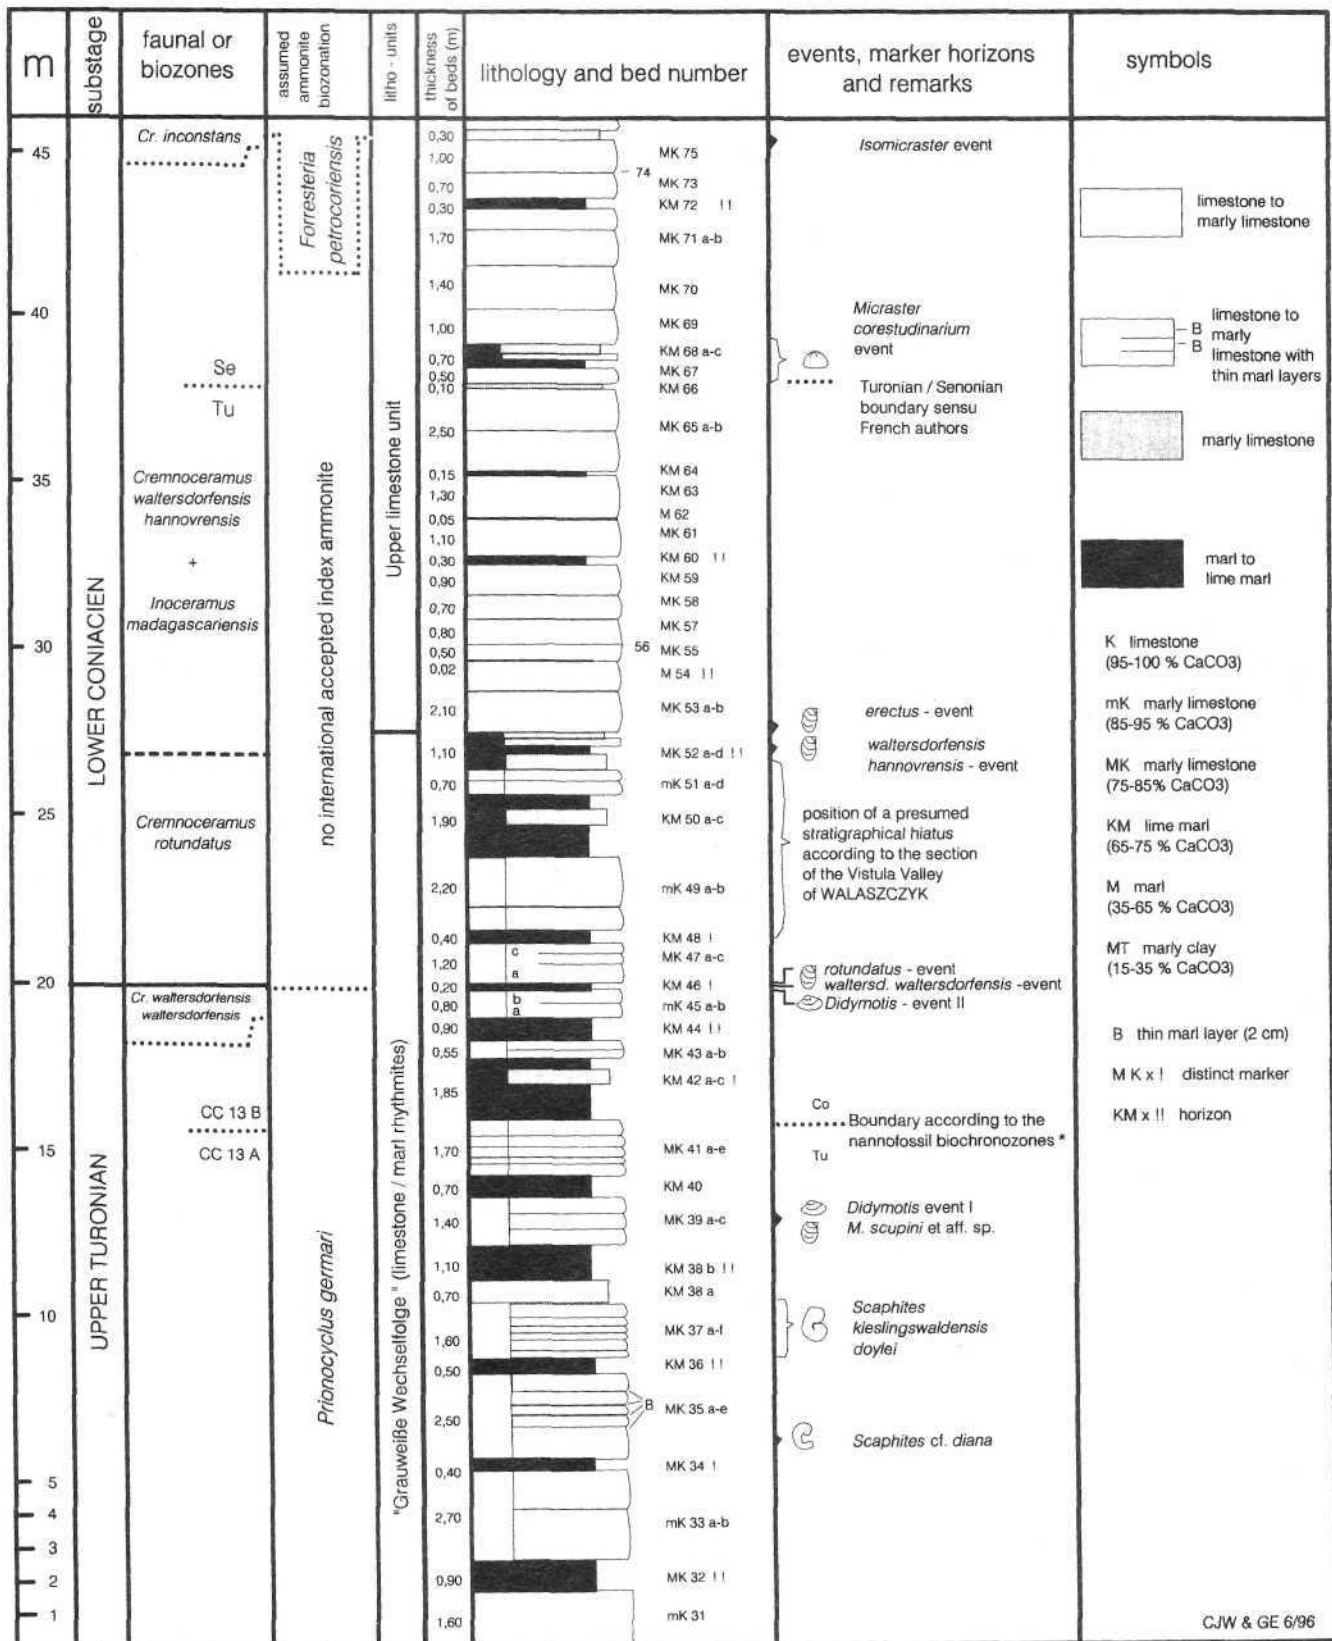 m
substage
faunal or
biozones
assumed
ammonite
biozonation
litho - units
thickness
of beds (m)
lithology and bed number
events, marker horizons
and remarks
symbols
45
40
35
30
25
20
15
10
5
4
3
2
1
LOWER CONIACIEN
UPPER TURONIAN
Cr. inconstans
Se
Tu
Cremnoceramus
waltersdorfensis
hannovrensis
+
Inoceramus
madagascariensis
Cremnoceramus
rotundatus
Cr. waltersdorfensis
waltersdorfensis
CC 13 B
CC 13 A
Forresteria
petrocoriensis
no international accepted index ammonite
Prionocyclus germari
Upper limestone unit
"Grauweiße Wechselfolge" (limestone / marl rhythmites)
0,30
1,00
0,70
0,30
1,70
1,40
1,00
0,70
0,50
0,10
2,50
0,15
1,30
0,05
1,10
0,30
0,90
0,70
0,80
0,50
0,02
2,10
1,10
0,70
1,90
2,20
0,40
1,20
0,20
0,80
0,90
0,55
1,85
1,70
0,70
1,40
1,10
0,70
1,60
0,50
2,50
0,40
2,70
0,90
1,60
MK 75
74
MK 73
KM 72 !!
MK 71 a-b
MK 70
MK 69
KM 68 a-c
MK 67
KM 66
MK 65 a-b
KM 64
KM 63
M 62
MK 61
KM 60 !!
KM 59
MK 58
MK 57
56 MK 55
M 54 !!
MK 53 a-b
MK 52 a-d !!
mK 51 a-d
KM 50 a-c
mK 49 a-b
KM 48 !
c
MK 47 a-c
a
KM 46 !
b
mK 45 a-b
a
KM 44 !!
MK 43 a-b
KM 42 a-c !
MK 41 a-e
KM 40
MK 39 a-c
KM 38 b !!
KM 38 a
MK 37 a-f
KM 36 !!
B MK 35 a-e
MK 34 !
mK 33 a-b
MK 32 !!
mK 31
Isomicraster event
Micraster
corestudinarium
event
Turonian / Senonian
boundary sensu
French authors
erectus - event
waltersdorfensis
hannovrensis - event
position of a presumed
stratigraphical hiatus
according to the section
of the Vistula Valley
of WALASZCZYK
rotundatus - event
waltersd. waltersdorfensis -event
Didymotis - event II
Co
Boundary according to the
nannofossil biochronozones *
Tu
Didymotis event I
M. scupini et aff. sp.
Scaphites
kieslingswaldensis
doylei
Scaphites cf. diana
limestone to
marly limestone
B
B
limestone to
marly
limestone with
thin marl layers
marly limestone
marl to
lime marl
K limestone
(95-100 % CaCO3)
mK marly limestone
(85-95 % CaCO3)
MK marly limestone
(75-85% CaCO3)
KM lime marl
(65-75 % CaCO3)
M marl
(35-65 % CaCO3)
MT marly clay
(15-35 % CaCO3)
B thin marl layer (2 cm)
M K x ! distinct marker
KM x !! horizon
CJW & GE 6/96